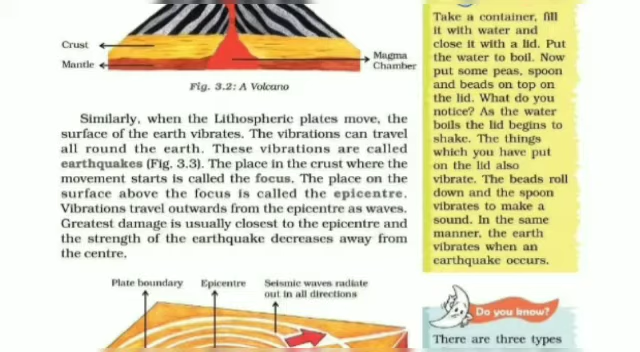 Crust
Mantle
Magma
Chamber
Fig. 3.2: A Volcano
Similarly, when the Lithospheric plates move, the
surface of the earth vibrates. The vibrations can travel
all round the earth. These vibrations are called
earthquakes (Fig. 3.3). The place in the crust where the
movement starts is called the focus. The place on the
surface above the focus is called the epicentre.
Vibrations travel outwards from the epicentre as waves.
Greatest damage is usually closest to the epicentre and
the strength of the earthquake decreases away from
the centre.
Plate boundary
Epicentre
Seismic waves radiate
out in all directions
Take a container, fill
it with water and
close it with a lid. Put
the water to boil. Now
put some peas, spoon
and beads on top on
the lid. What do you
notice? As the water
boils the lid begins to
shake. The things
which you have put
on the lid also
vibrate. The beads roll
down and the spoon
vibrates to make a
sound. In the same
manner, the earth
vibrates when an
earthquake occurs.
Do you know?
There are three types